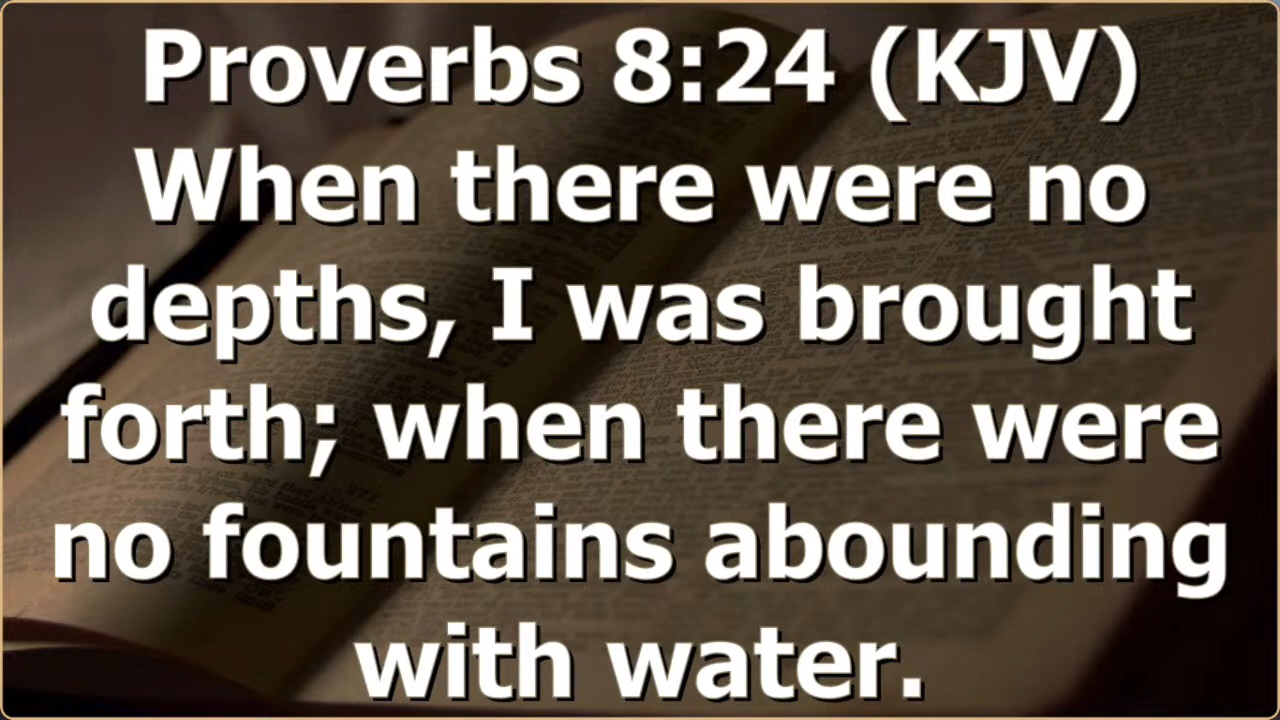 Proverbs 8:24 (KJV)
When there were no
depths, I was brought
forth; when there were
no fountains abounding
with water.